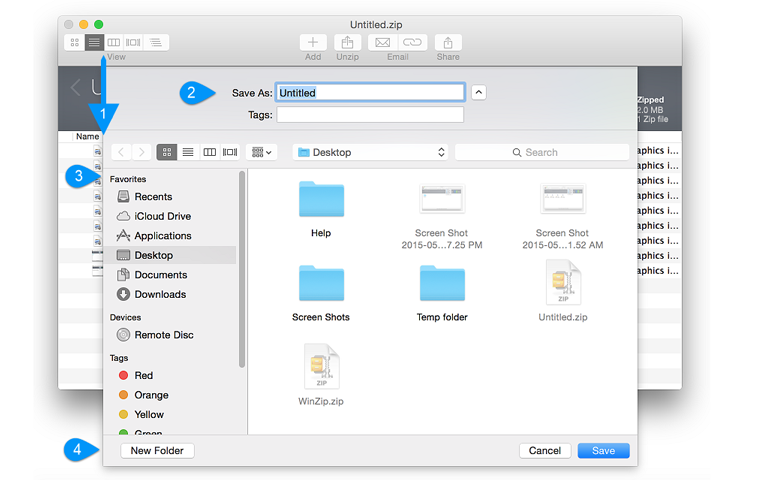 Untitled.zip
View
Add
Unzip
Email
Share
U
2
Save As:
Untitled
Tags:
Zipped
2.0 MB
1 Zip file
1
Name
Desktop
Search
aphics i...
3
Favorites
Recents
iCloud Drive
Applications
Desktop
Documents
Downloads
Devices
Remote Disc
Tags
Red
Orange
Yellow
Green
Help
Screen Shot
2015-05...7.25 PM
Screen Shot
2015-05...1.52 AM
Screen Shots
Temp folder
ZIP
Untitled.zip
ZIP
WinZip.zip
aphics i...
aphics i...
aphics i...
aphics i...
aphics i...
aphics i...
aphics i...
aphics i...
4
New Folder
Cancel
Save